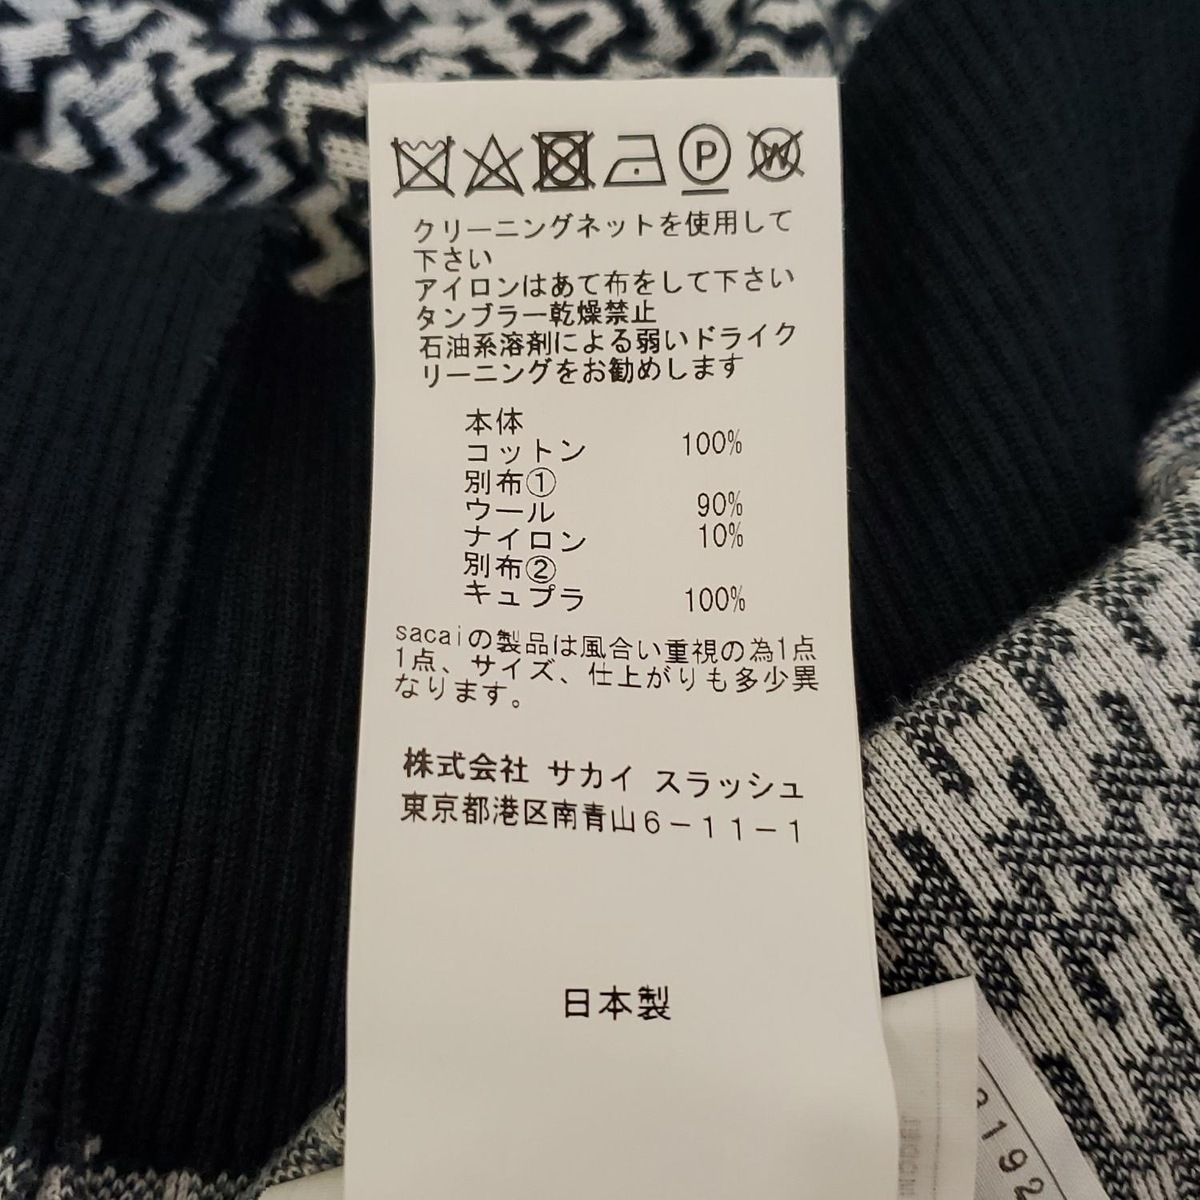 P W
クリーニングネットを使用して
下さい
アイロンはあて布をして下さい
タンブラー乾燥禁止
石油系溶剤による弱いドライク
リーニングをお勧めします
本体
コットン 100%
別布①
ウール 90%
ナイロン 10%
別布②
キュプラ 100%
sacaiの製品は風合い重視の為1点
1点、サイズ、仕上がりも多少異
なります。
株式会社 サカイ スラッシュ
東京都港区南青山6-11-1
日本製